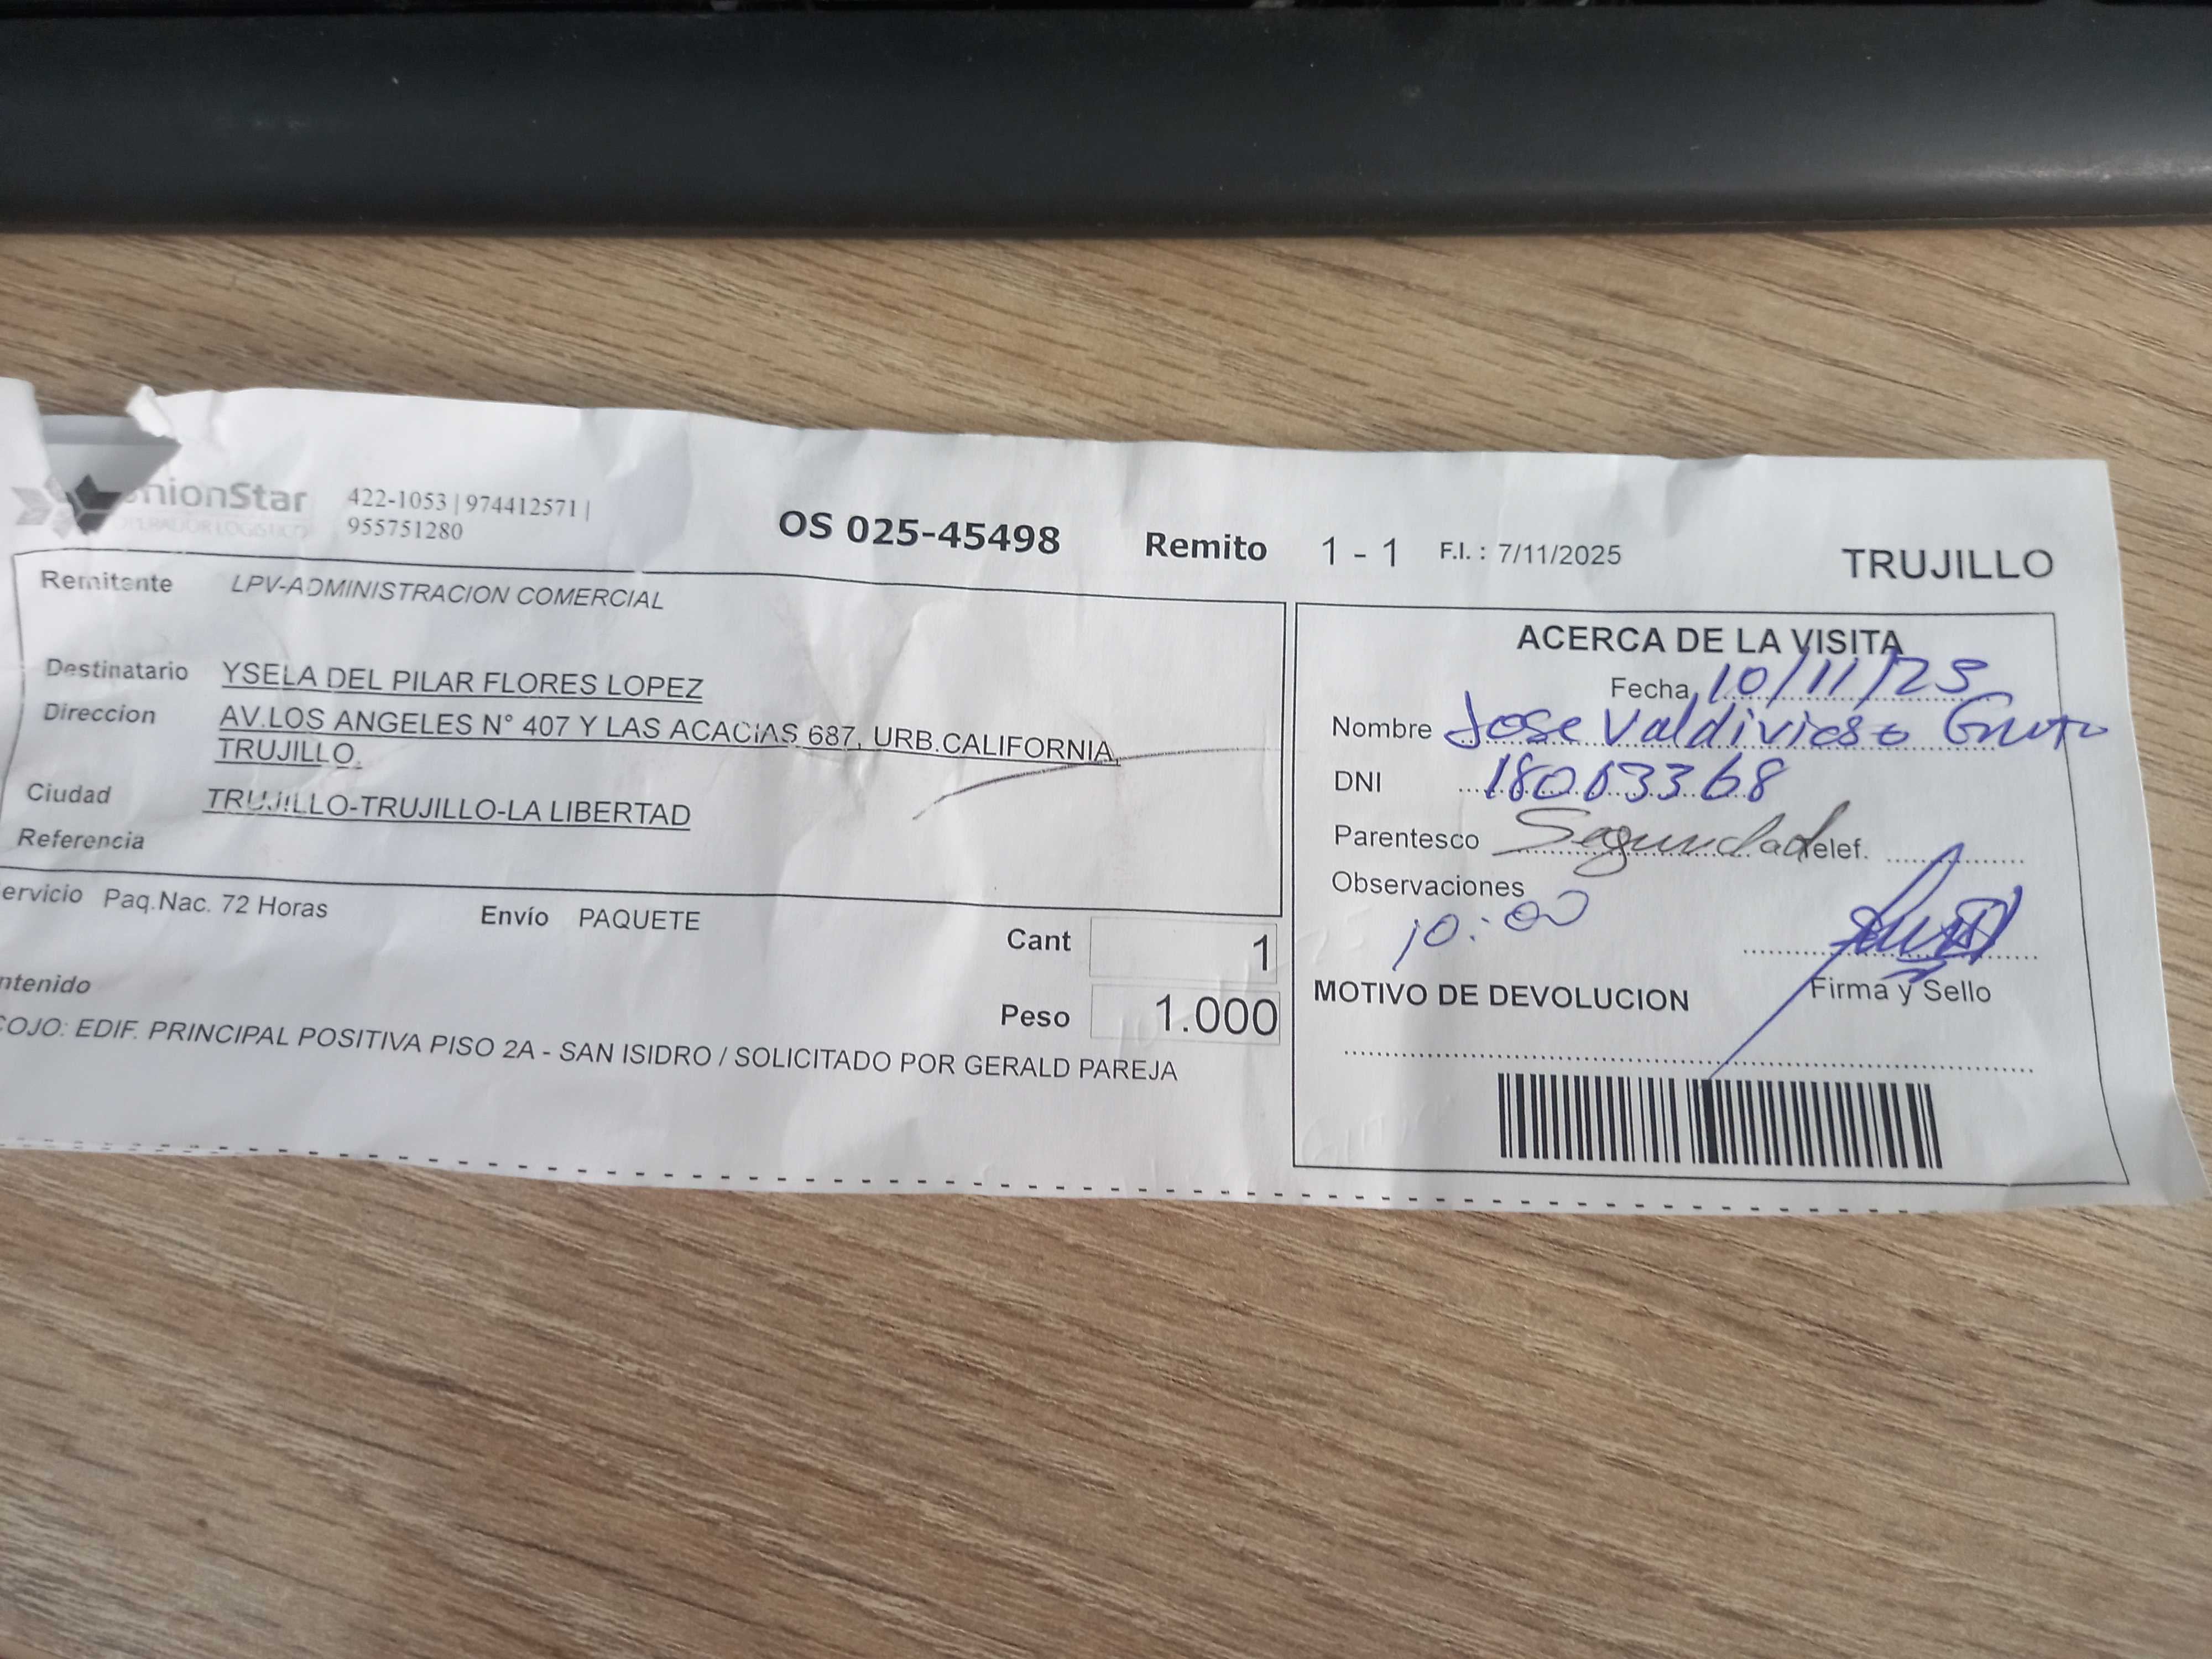 nionStar
OPERADOR LOGISTICO
422-1053 | 974412571 |
955751280
OS 025-45498 Remito 1 - 1 F.I. : 7/11/2025 TRUJILLO
Remitente LPV-ADMINISTRACION COMERCIAL
Destinatario YSELA DEL PILAR FLORES LOPEZ
Direccion AV.LOS ANGELES N° 407 Y LAS ACACIAS 687, URB.CALIFORNIA,
TRUJILLO.
Ciudad TRUJILLO-TRUJILLO-LA LIBERTAD
Referencia
ervicio Paq.Nac. 72 Horas Envío PAQUETE
Cant 1
ntenido
Peso 1.000
COJO: EDIF. PRINCIPAL POSITIVA PISO 2A - SAN ISIDRO / SOLICITADO POR GERALD PAREJA
ACERCA DE LA VISITA
Fecha 10/11/25
Nombre Jose Valdivieso
DNI 18003368
Parentesco Seguridad Telef.
Observaciones
10:00
Firma y Sello
MOTIVO DE DEVOLUCION